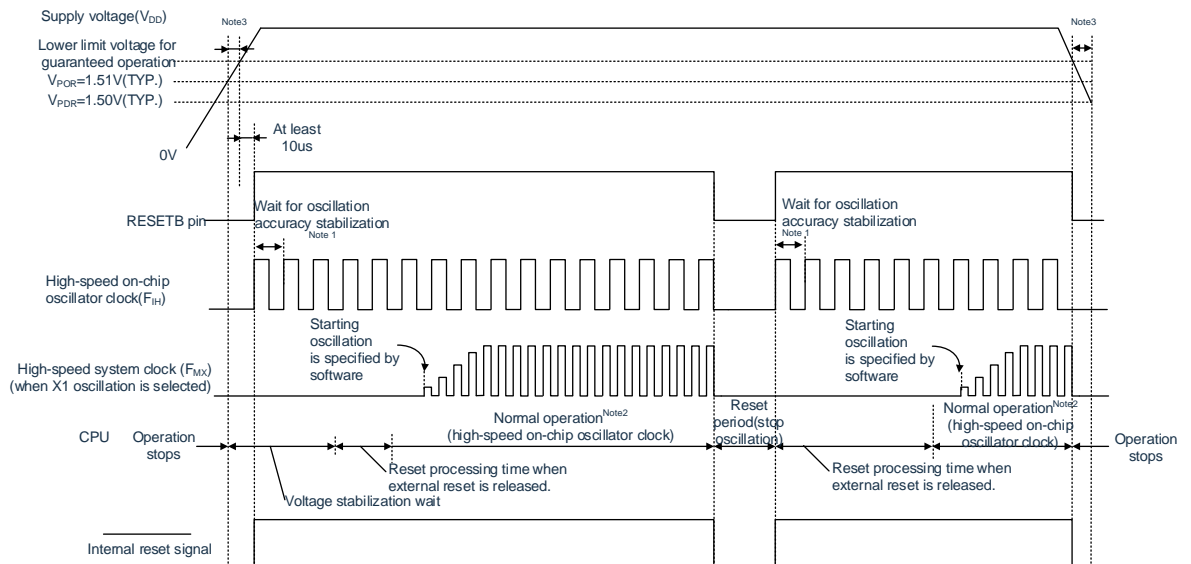 Supply voltage(VDD)
Note3
Note3
Lower limit voltage for
guaranteed operation
VPOR=1.51V(TYP.)
VPDR=1.50V(TYP.)
0V
At least
10us
RESETB pin
Wait for oscillation
accuracy stabilization
Note 1
Wait for oscillation
accuracy stabilization
Note 1
High-speed on-chip
oscillator clock(FIH)
Starting
oscillation
is specified by
software
Starting
oscillation
is specified by
software
High-speed system clock (FMX)
(when X1 oscillation is selected)
CPU
Operation
stops
Normal operationNote2
(high-speed on-chip oscillator clock)
Reset
period(stop
oscillation)
Normal operationNote2
(high-speed on-chip
oscillator clock)
Operation
stops
Reset processing time when
external reset is released.
Reset processing time when
external reset is released.
Voltage stabilization wait
Internal reset signal